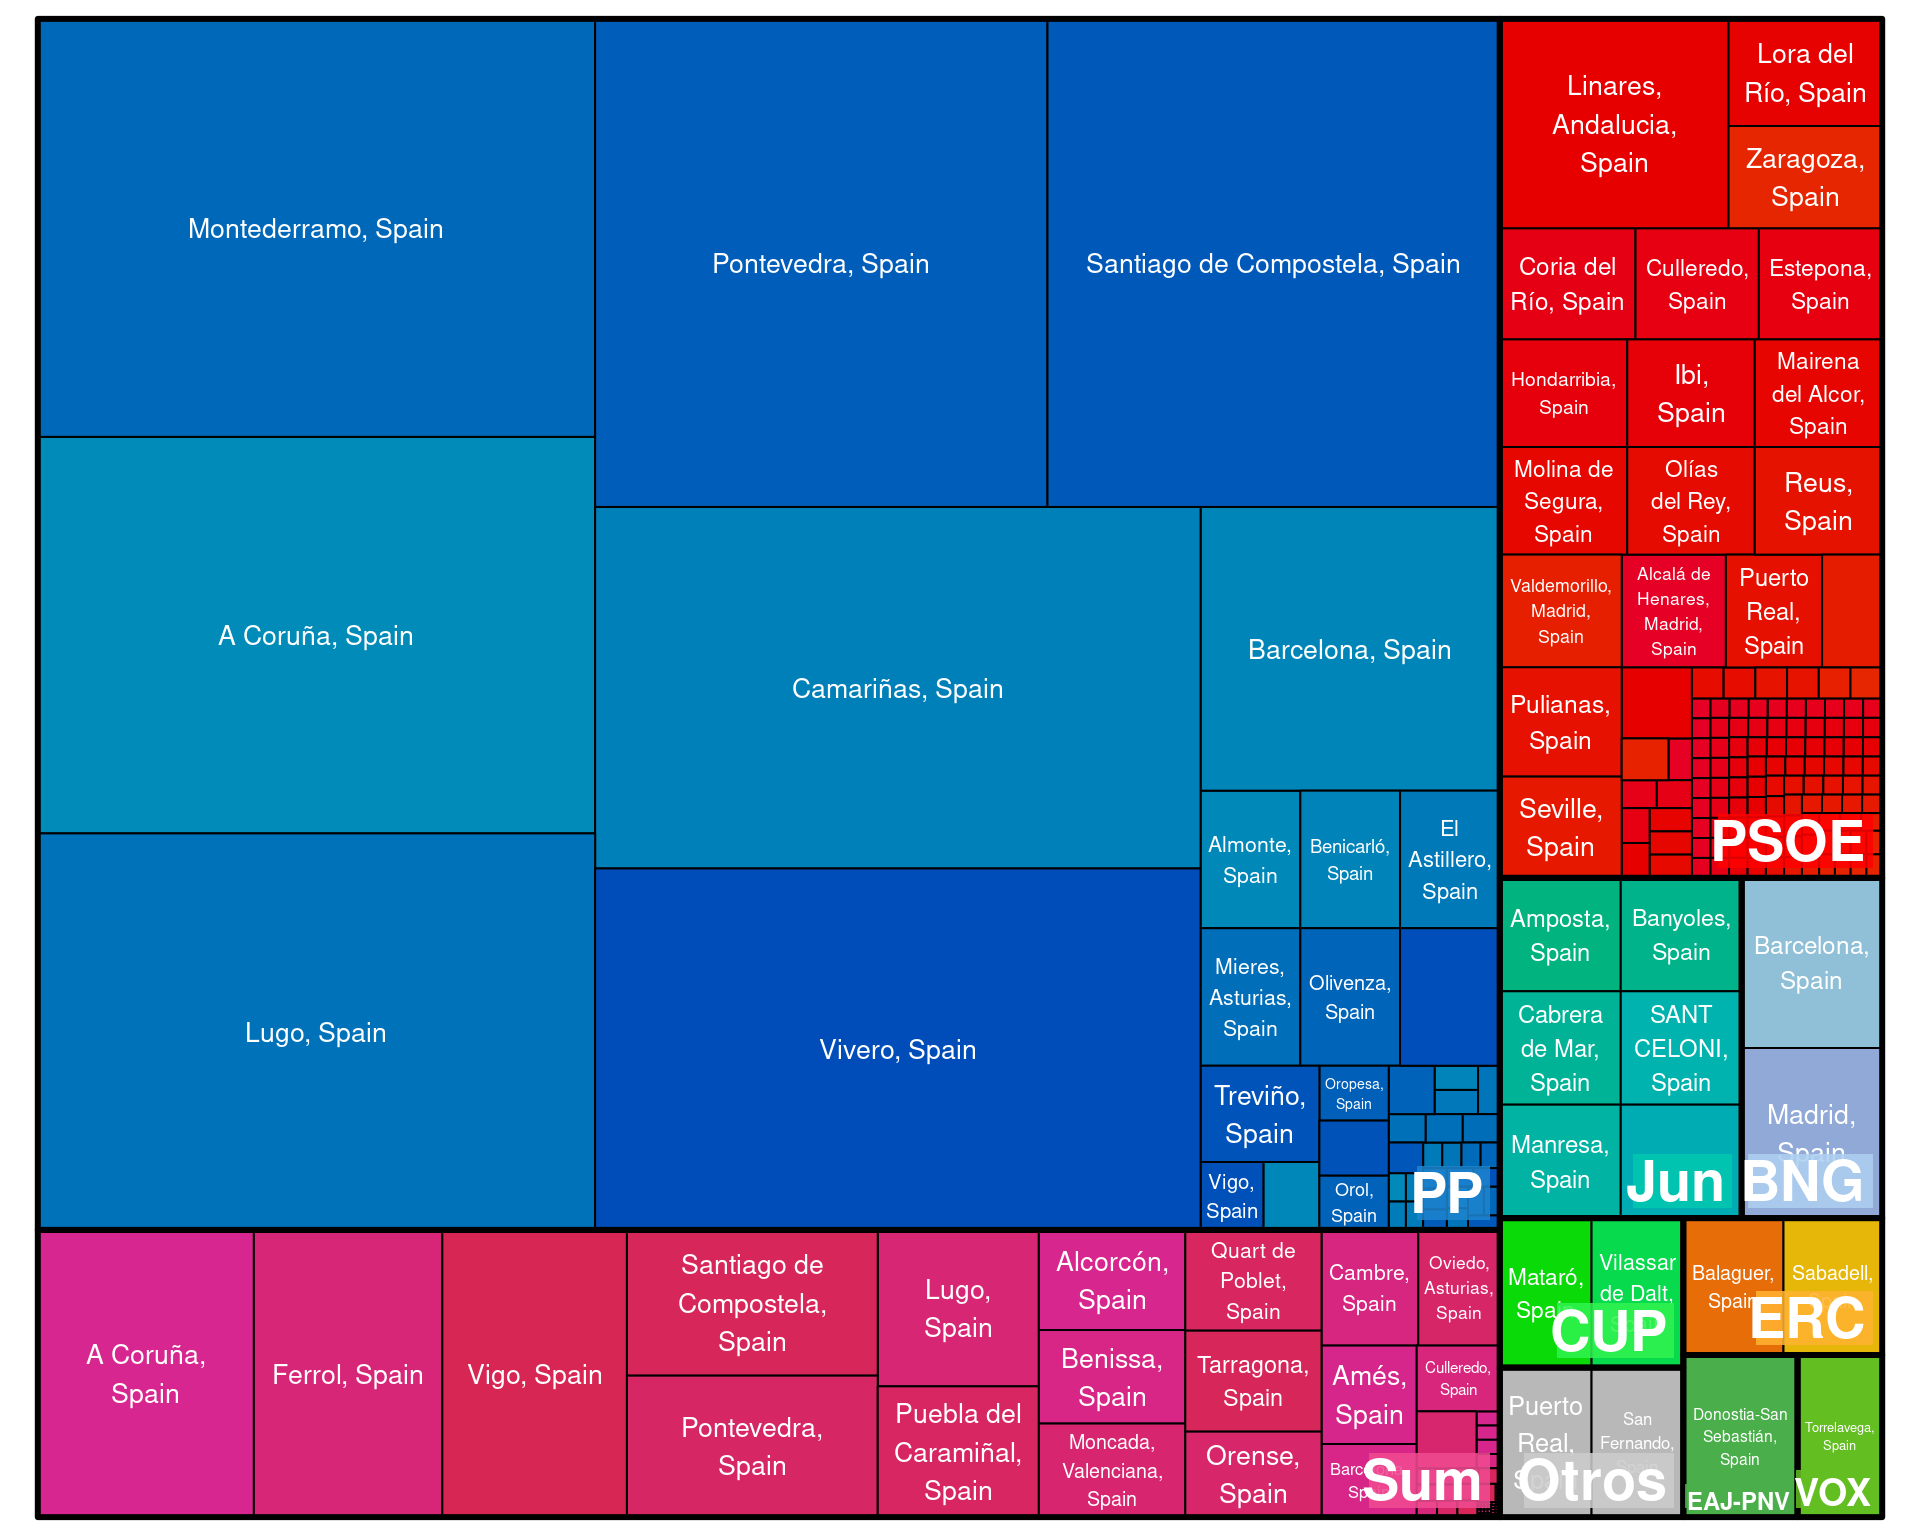 Montederramo, Spain
A Coruña, Spain
Lugo, Spain
Pontevedra, Spain
Santiago de Compostela, Spain
Camariñas, Spain
Vivero, Spain
Barcelona, Spain
Almonte,
Spain
Benicarló,
Spain
El
Astillero,
Spain
Mieres,
Asturias,
Spain
Olivenza,
Spain
Treviño,
Spain
Vigo,
Spain
Oropesa,
Spain
Orol,
Spain
PP
Linares,
Andalucia,
Spain
Lora del
Río, Spain
Zaragoza,
Spain
Coria del
Río, Spain
Culleredo,
Spain
Estepona,
Spain
Hondarribia,
Spain
Ibi,
Spain
Mairena
del Alcor,
Spain
Molina de
Segura,
Spain
Olías
del Rey,
Spain
Reus,
Spain
Valdemorillo,
Madrid,
Spain
Alcalá de
Henares,
Madrid,
Spain
Puerto
Real,
Spain
Pulianas,
Spain
Seville,
Spain
PSOE
Amposta,
Spain
Banyoles,
Spain
Cabrera
de Mar,
Spain
SANT
CELONI,
Spain
Manresa,
Spain
Jun
Barcelona,
Spain
Madrid,
Spain
BNG
A Coruña,
Spain
Ferrol, Spain
Vigo, Spain
Santiago de
Compostela,
Spain
Pontevedra,
Spain
Lugo,
Spain
Puebla del
Caramiñal,
Spain
Alcorcón,
Spain
Benissa,
Spain
Moncada,
Valenciana,
Spain
Quart de
Poblet,
Spain
Tarragona,
Spain
Orense,
Spain
Cambre,
Spain
Oviedo,
Asturias,
Spain
Amés,
Spain
Culleredo,
Spain
Barcelona,
Spain
Sum
Mataró,
Spain
Vilassar
de Dalt,
Spain
CUP
Balaguer,
Spain
Sabadell,
ERC
Puerto
Real,
Spain
San
Fernando,
Spain
Otros
Donostia-San
Sebastián,
Spain
EAJ-PNV
Torrelavega,
Spain
VOX